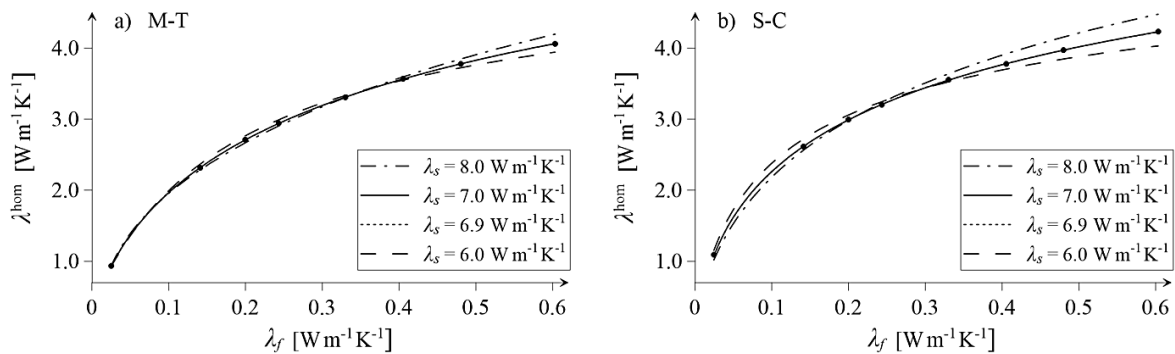 a) M-T
λ^hom [W m⁻¹ K⁻¹]
4.0
3.0
2.0
1.0
λs = 8.0 W m⁻¹ K⁻¹
λs = 7.0 W m⁻¹ K⁻¹
λs = 6.9 W m⁻¹ K⁻¹
λs = 6.0 W m⁻¹ K⁻¹
0 0.1 0.2 0.3 0.4 0.5 0.6
λf [W m⁻¹ K⁻¹]
b) S-C
λ^hom [W m⁻¹ K⁻¹]
4.0
3.0
2.0
1.0
λs = 8.0 W m⁻¹ K⁻¹
λs = 7.0 W m⁻¹ K⁻¹
λs = 6.9 W m⁻¹ K⁻¹
λs = 6.0 W m⁻¹ K⁻¹
0 0.1 0.2 0.3 0.4 0.5 0.6
λf [W m⁻¹ K⁻¹]